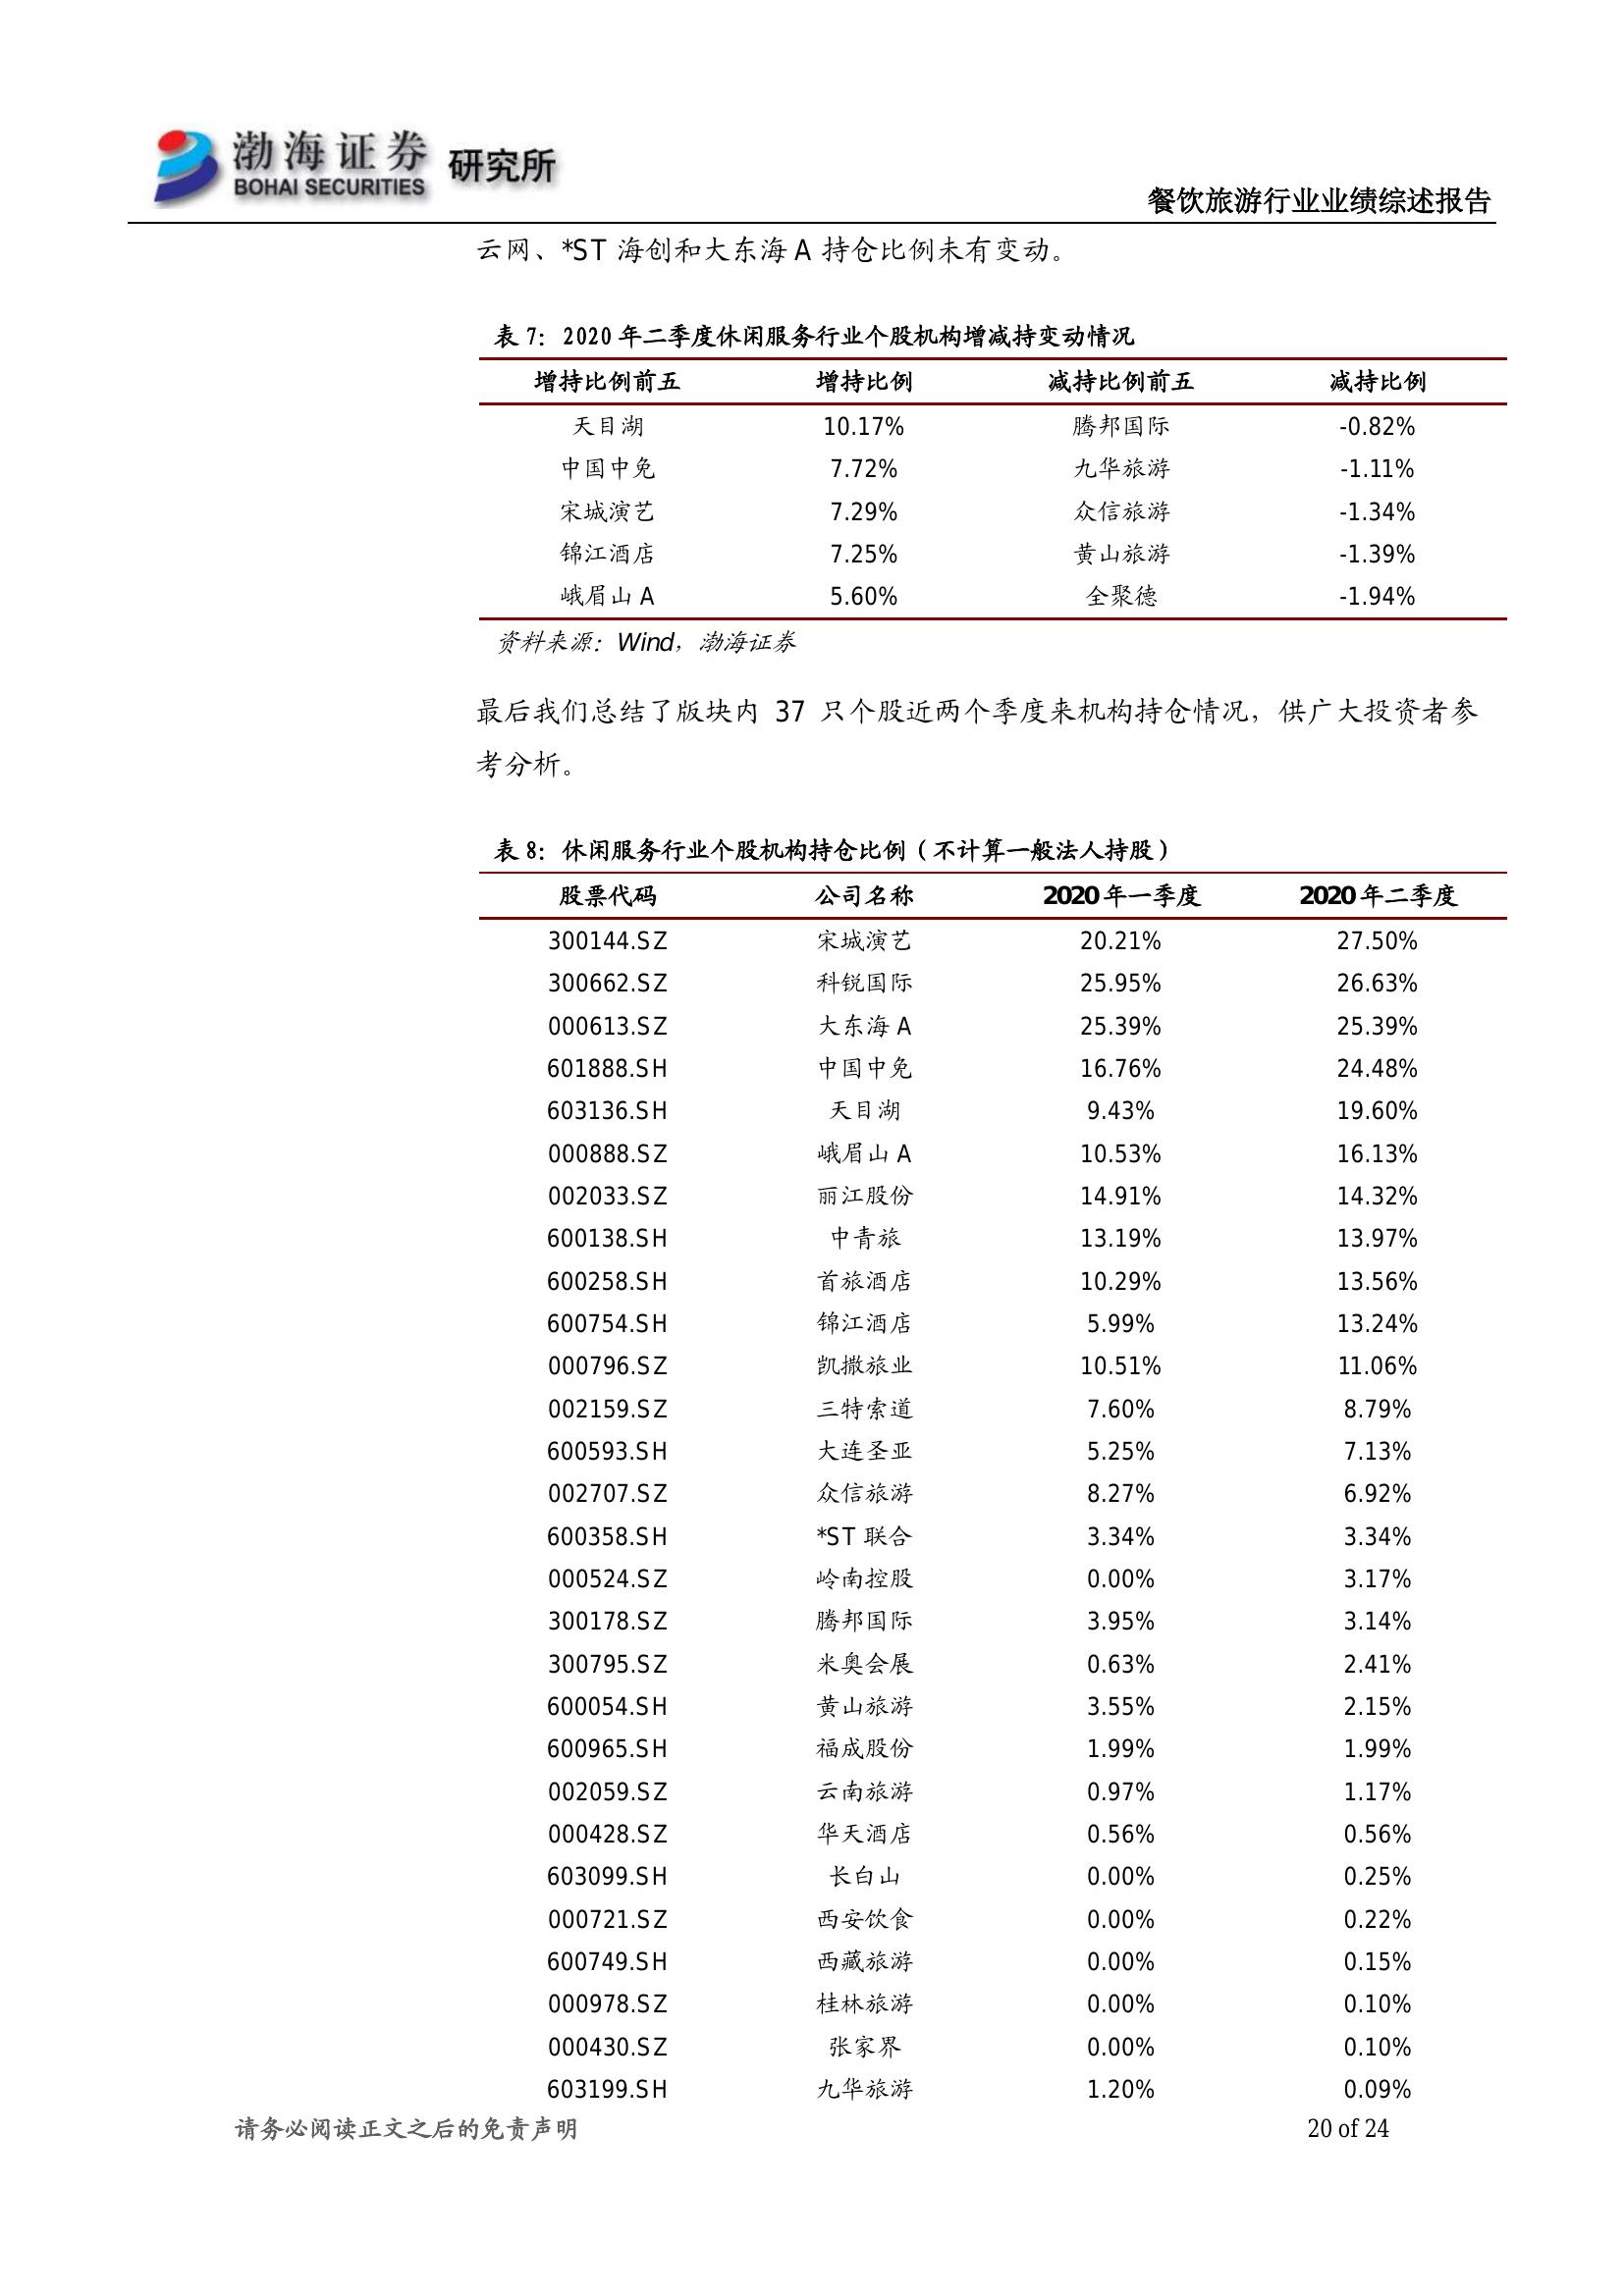 渤海证券 研究所
BOHAI SECURITIES
餐饮旅游行业业绩综述报告
云网、*ST 海创和大东海 A 持仓比例未有变动。
表 7：2020 年二季度休闲服务行业个股机构增减持变动情况
增持比例前五 增持比例 减持比例前五 减持比例
天目湖 10.17% 腾邦国际 -0.82%
中国中免 7.72% 九华旅游 -1.11%
宋城演艺 7.29% 众信旅游 -1.34%
锦江酒店 7.25% 黄山旅游 -1.39%
峨眉山 A 5.60% 全聚德 -1.94%
资料来源：Wind，渤海证券
最后我们总结了版块内 37 只个股近两个季度来机构持仓情况，供广大投资者参
考分析。
表 8：休闲服务行业个股机构持仓比例（不计算一般法人持股）
股票代码 公司名称 2020 年一季度 2020 年二季度
300144.SZ 宋城演艺 20.21% 27.50%
300662.SZ 科锐国际 25.95% 26.63%
000613.SZ 大东海 A 25.39% 25.39%
601888.SH 中国中免 16.76% 24.48%
603136.SH 天目湖 9.43% 19.60%
000888.SZ 峨眉山 A 10.53% 16.13%
002033.SZ 丽江股份 14.91% 14.32%
600138.SH 中青旅 13.19% 13.97%
600258.SH 首旅酒店 10.29% 13.56%
600754.SH 锦江酒店 5.99% 13.24%
000796.SZ 凯撒旅业 10.51% 11.06%
002159.SZ 三特索道 7.60% 8.79%
600593.SH 大连圣亚 5.25% 7.13%
002707.SZ 众信旅游 8.27% 6.92%
600358.SH *ST 联合 3.34% 3.34%
000524.SZ 岭南控股 0.00% 3.17%
300178.SZ 腾邦国际 3.95% 3.14%
300795.SZ 米奥会展 0.63% 2.41%
600054.SH 黄山旅游 3.55% 2.15%
600965.SH 福成股份 1.99% 1.99%
002059.SZ 云南旅游 0.97% 1.17%
000428.SZ 华天酒店 0.56% 0.56%
603099.SH 长白山 0.00% 0.25%
000721.SZ 西安饮食 0.00% 0.22%
600749.SH 西藏旅游 0.00% 0.15%
000978.SZ 桂林旅游 0.00% 0.10%
000430.SZ 张家界 0.00% 0.10%
603199.SH 九华旅游 1.20% 0.09%
请务必阅读正文之后的免责声明 20 of 24